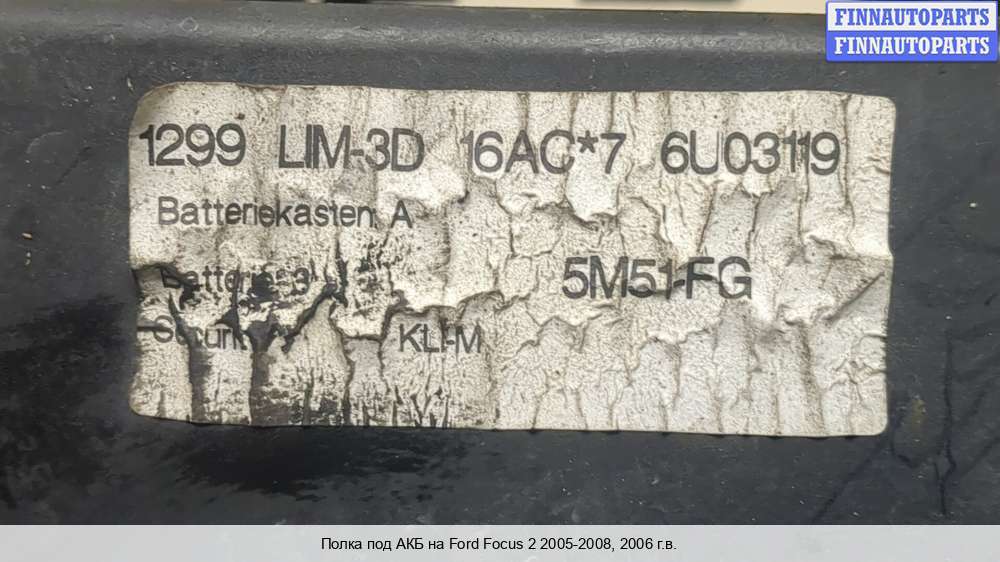 FINNAUTOPARTS
FINNAUTOPARTS
1299 LIM-3D 16AC*7 6U03119
Batteriekasten A
5M51-FG
KLI-M
Полка под АКБ на Ford Focus 2 2005-2008, 2006 г.в.